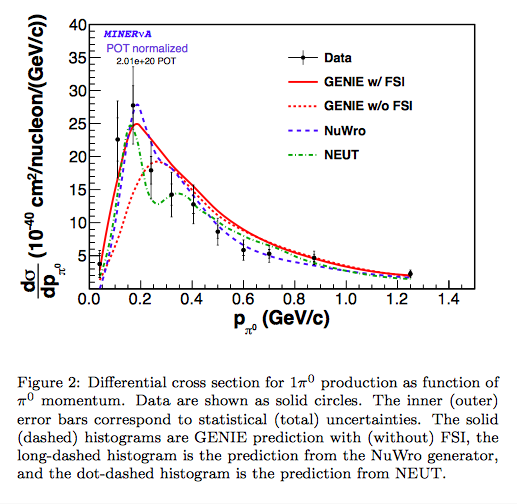 40
MINERνA
POT normalized
2.01e+20 POT
35
30
25
20
15
10
5
Data
GENIE w/ FSI
GENIE w/o FSI
NuWro
NEUT
dσ/dp_π⁰ (10⁻⁴⁰ cm²/nucleon/(GeV/c))
0.0 0.2 0.4 0.6 0.8 1.0 1.2 1.4
p_π⁰ (GeV/c)
Figure 2: Differential cross section for 1π⁰ production as function of
π⁰ momentum. Data are shown as solid circles. The inner (outer)
error bars correspond to statistical (total) uncertainties. The solid
(dashed) histograms are GENIE prediction with (without) FSI, the
long-dashed histogram is the prediction from the NuWro generator,
and the dot-dashed histogram is the prediction from NEUT.